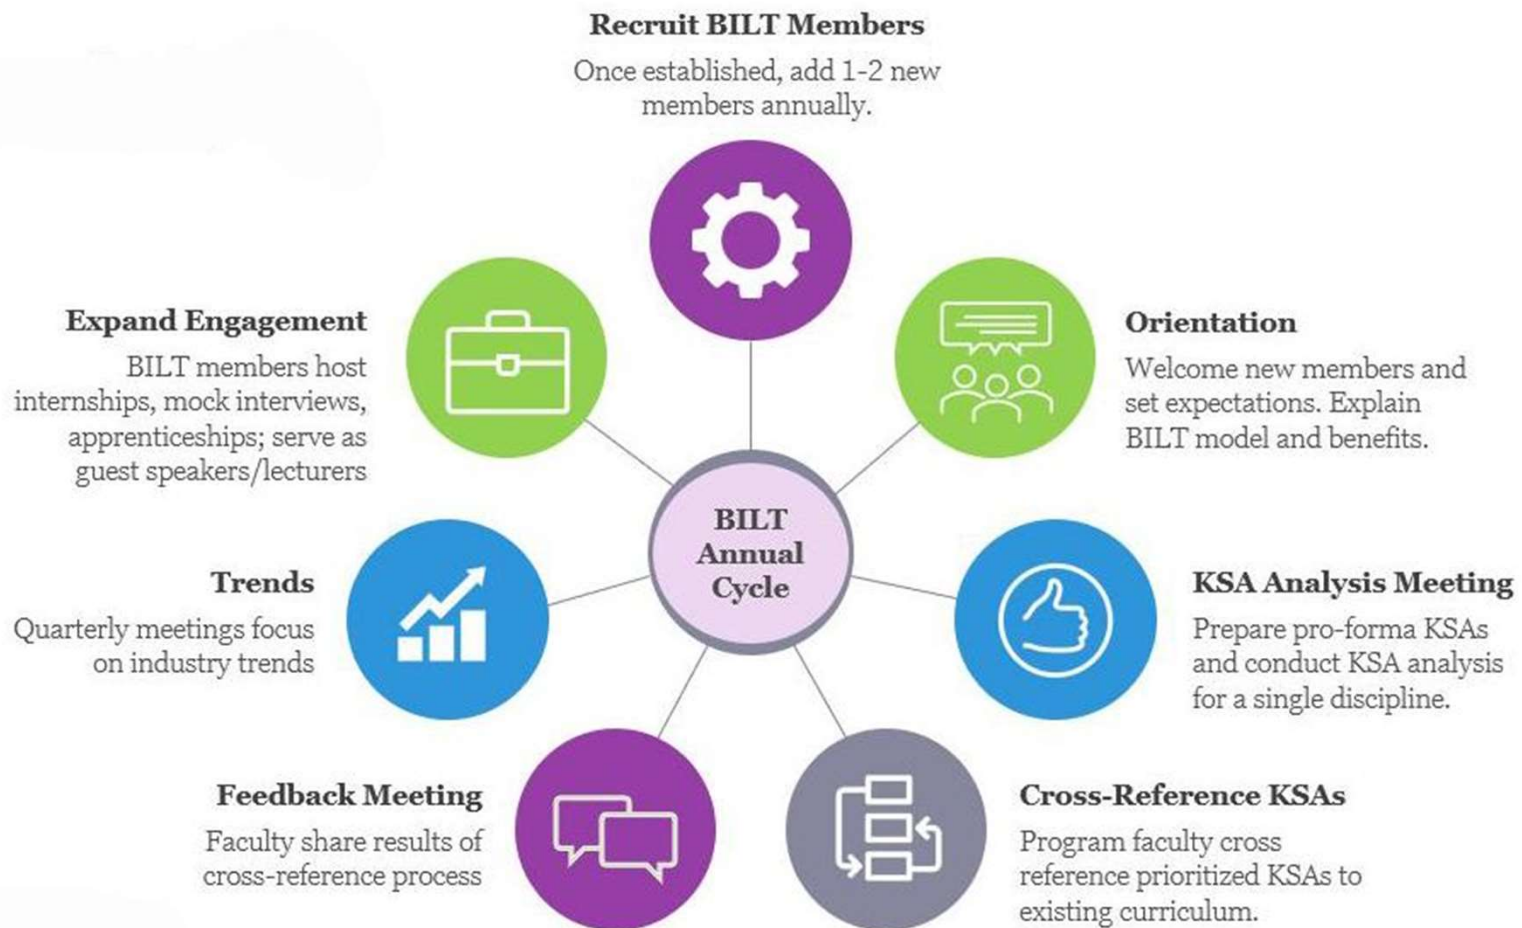 Recruit BILT Members
Once established, add 1-2 new
members annually.
Orientation
Welcome new members and
set expectations. Explain
BILT model and benefits.
KSA Analysis Meeting
Prepare pro-forma KSAs
and conduct KSA analysis
for a single discipline.
Cross-Reference KSAs
Program faculty cross
reference prioritized KSAs to
existing curriculum.
Feedback Meeting
Faculty share results of
cross-reference process
Trends
Quarterly meetings focus
on industry trends
Expand Engagement
BILT members host
internships, mock interviews,
apprenticeships; serve as
guest speakers/lecturers
BILT
Annual
Cycle